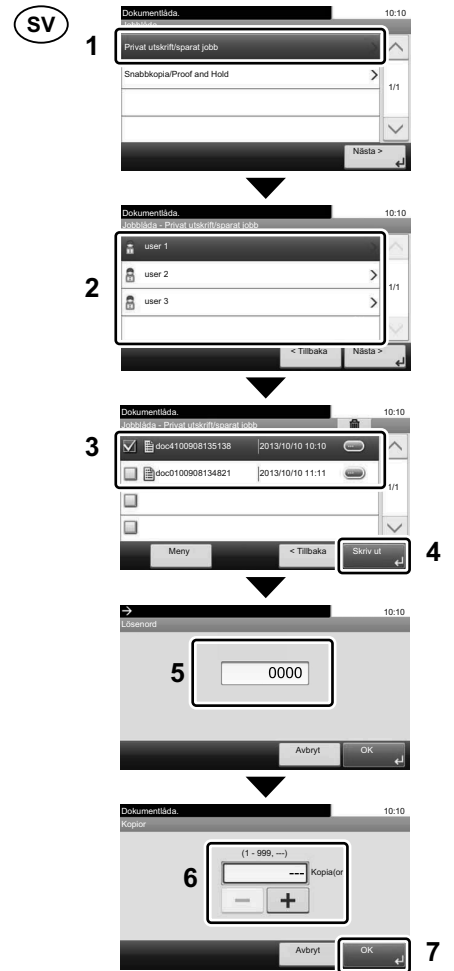 SV
1
Dokumentlåda. 10:10
Jobblåda
Privat utskrift/sparat jobb
Snabbkopia/Proof and Hold
1/1
Nästa >
2
Dokumentlåda. 10:10
Jobblåda - Privat utskrift/sparat jobb
user 1
user 2
1/1
user 3
< Tillbaka Nästa >
3
Dokumentlåda. 10:10
Jobblåda - Privat utskrift/sparat jobb
doc4100908135138 2013/10/10 10:10
doc0100908134821 2013/10/10 11:11
1/1
Meny < Tillbaka Skriv ut
4
10:10
Lösenord
5
0000
Avbryt OK
Dokumentlåda. 10:10
Kopior
6
(1 - 999, ---)
--- Kopia(or
Avbryt OK
7